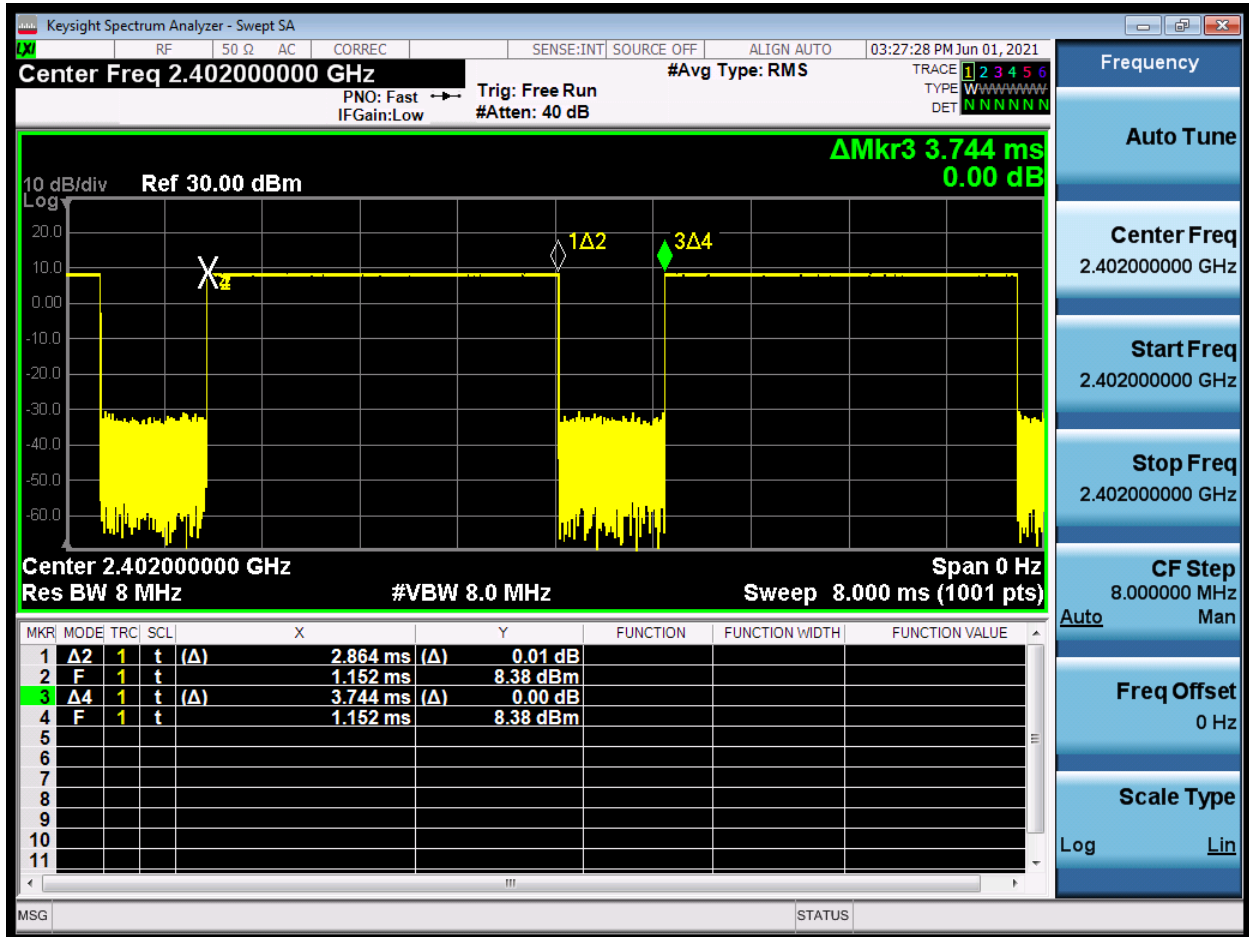 Keysight Spectrum Analyzer - Swept SA
LXI RF 50 Ω AC CORREC SENSE:INT SOURCE OFF ALIGN AUTO 03:27:28 PM Jun 01, 2021
Center Freq 2.402000000 GHz
#Avg Type: RMS
TRACE 1 2 3 4 5 6
PNO: Fast
Trig: Free Run
TYPE WWWWWW
IFGain:Low
#Atten: 40 dB
DET N N N N N N
ΔMkr3 3.744 ms
0.00 dB
10 dB/div Ref 30.00 dBm
Log
20.0
10.0
0.00
-10.0
-20.0
-30.0
-40.0
-50.0
-60.0
1Δ2
3Δ4
Center 2.402000000 GHz Span 0 Hz
Res BW 8 MHz #VBW 8.0 MHz Sweep 8.000 ms (1001 pts)
MKR MODE TRC SCL X Y FUNCTION FUNCTION WIDTH FUNCTION VALUE
1 Δ2 1 t (Δ) 2.864 ms (Δ) 0.01 dB
2 F 1 t 1.152 ms 8.38 dBm
3 Δ4 1 t (Δ) 3.744 ms (Δ) 0.00 dB
4 F 1 t 1.152 ms 8.38 dBm
5
6
7
8
9
10
11
MSG STATUS
Frequency
Auto Tune
Center Freq
2.402000000 GHz
Start Freq
2.402000000 GHz
Stop Freq
2.402000000 GHz
CF Step
8.000000 MHz
Auto Man
Freq Offset
0 Hz
Scale Type
Log Lin